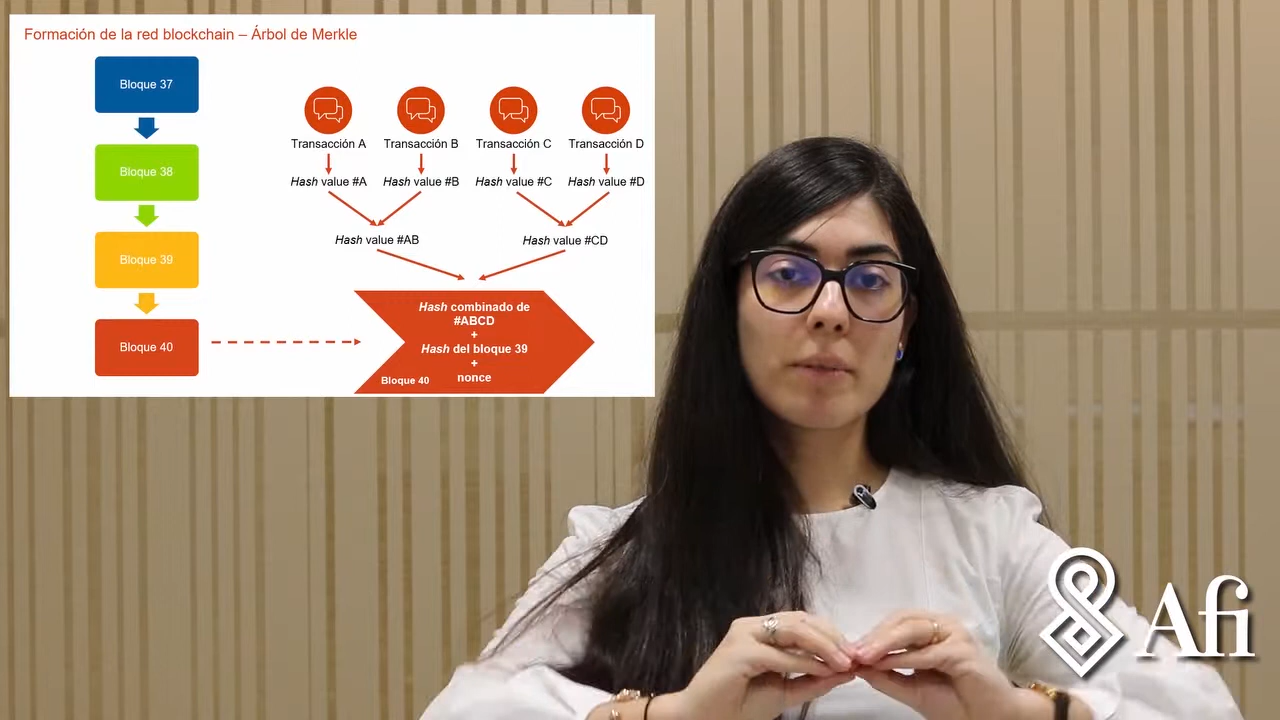 Formación de la red blockchain – Árbol de Merkle
Bloque 37
Bloque 38
Bloque 39
Bloque 40
Transacción A
Transacción B
Transacción C
Transacción D
Hash value #A
Hash value #B
Hash value #C
Hash value #D
Hash value #AB
Hash value #CD
Hash combinado de
#ABCD
+
Hash del bloque 39
+
nonce
Bloque 40
Afi